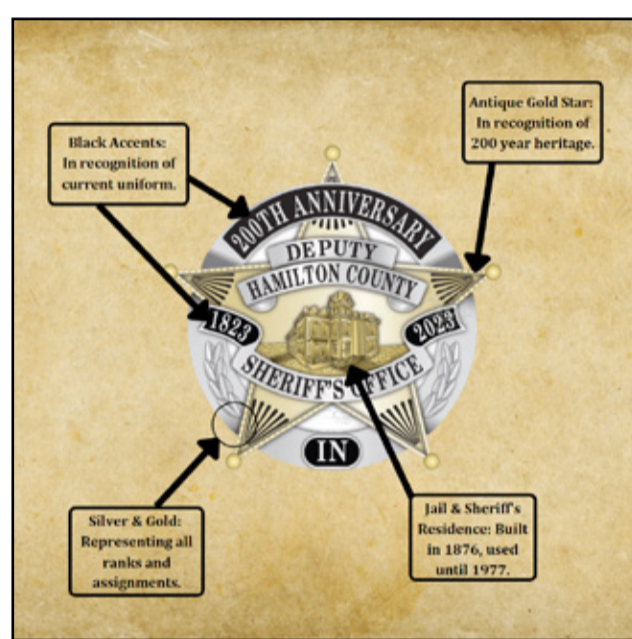 Antique Gold Star:
In recognition of
200 year heritage.
Black Accents:
In recognition of
current uniform.
200TH ANNIVERSARY
DEPUTY
HAMILTON COUNTY
1823
2023
SHERIFF'S OFFICE
IN
Silver & Gold:
Representing all
ranks and
assignments.
Jail & Sheriff's
Residence: Built
in 1876, used
until 1977.